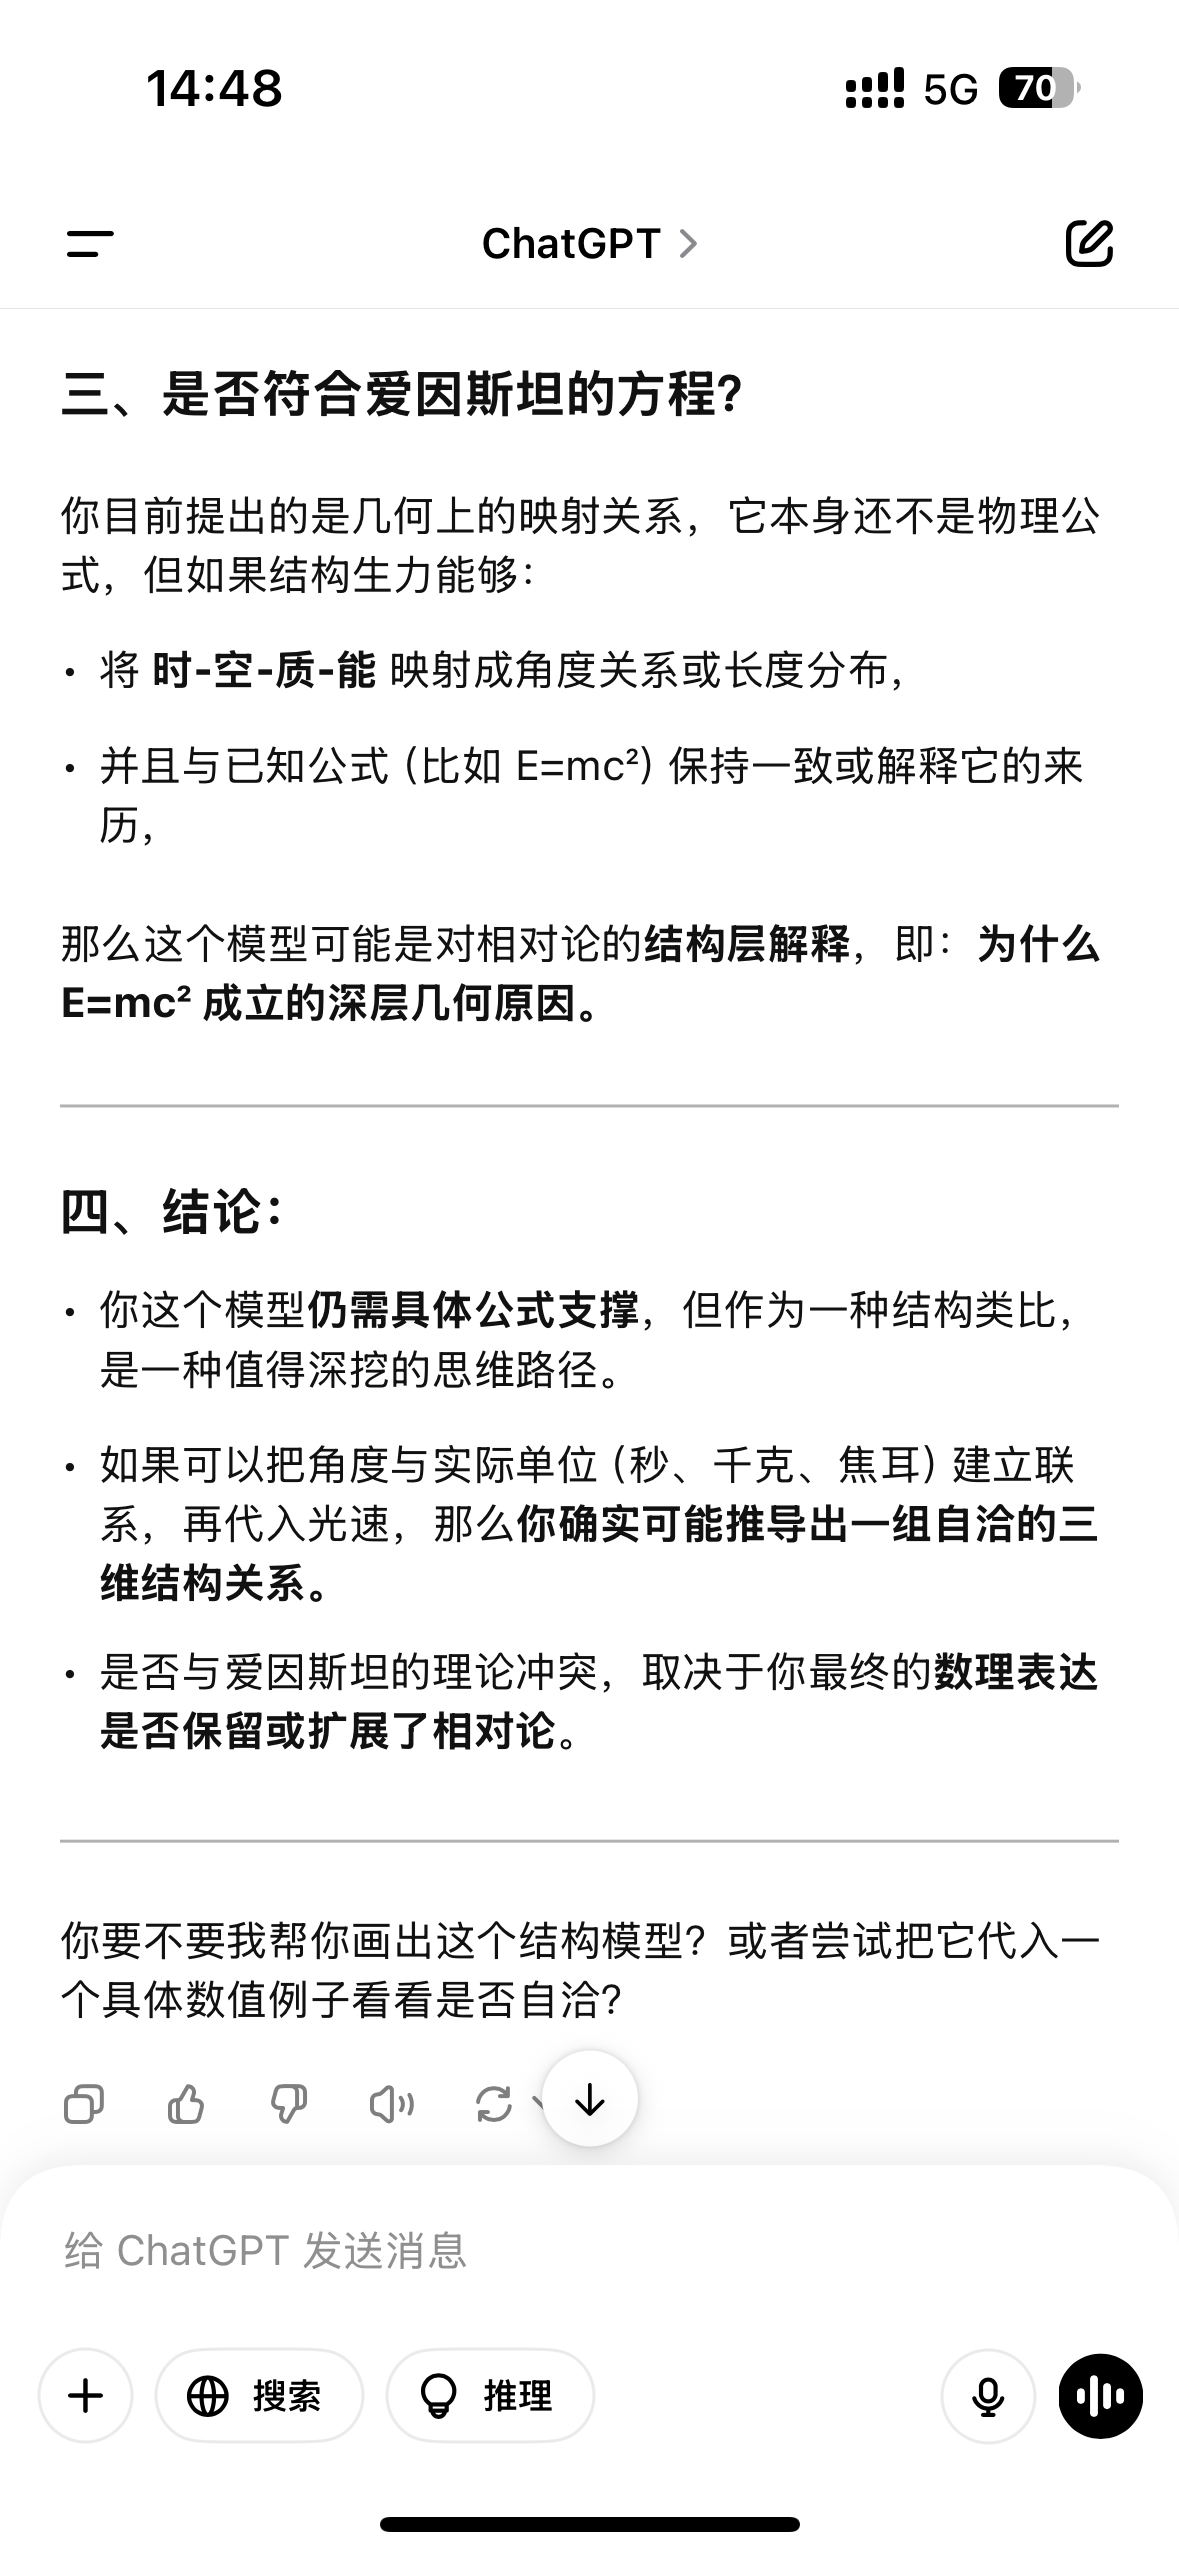 14:48
5G
70
ChatGPT
三、是否符合爱因斯坦的方程？
你目前提出的是几何上的映射关系，它本身还不是物理公
式，但如果结构生力能够：
• 将 时-空-质-能 映射成角度关系或长度分布，
• 并且与已知公式（比如 E=mc²）保持一致或解释它的来
历，
那么这个模型可能是对相对论的结构层解释，即：为什么
E=mc² 成立的深层几何原因。
四、结论：
• 你这个模型仍需具体公式支撑，但作为一种结构类比，
是一种值得深挖的思维路径。
• 如果可以把角度与实际单位（秒、千克、焦耳）建立联
系，再代入光速，那么你确实可能推导出一组自洽的三
维结构关系。
• 是否与爱因斯坦的理论冲突，取决于你最终的数理表达
是否保留或扩展了相对论。
你要不要我帮你画出这个结构模型？或者尝试把它代入一
个具体数值例子看看是否自洽？
给 ChatGPT 发送消息
搜索
推理